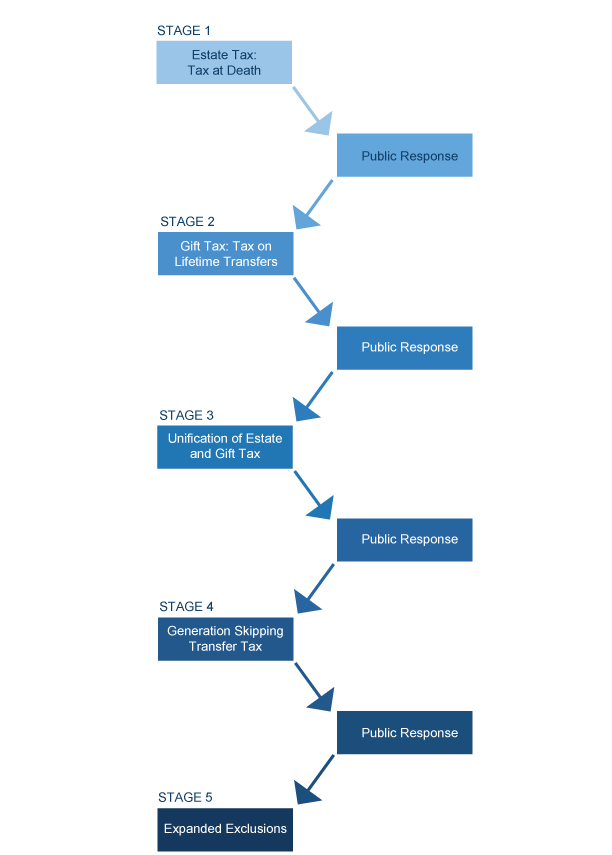 STAGE 1
Estate Tax:
Tax at Death
Public Response
STAGE 2
Gift Tax: Tax on
Lifetime Transfers
Public Response
STAGE 3
Unification of Estate
and Gift Tax
Public Response
STAGE 4
Generation Skipping
Transfer Tax
Public Response
STAGE 5
Expanded Exclusions